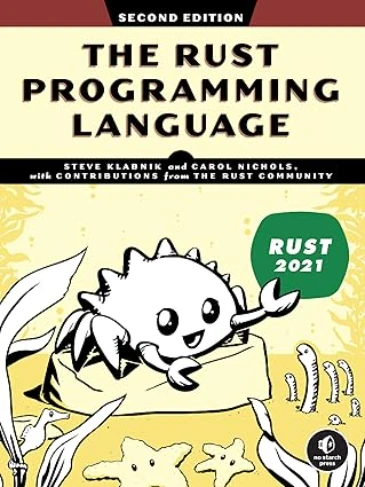 SECOND EDITION
THE RUST
PROGRAMMING
LANGUAGE
STEVE KLABNIK and CAROL NICHOLS,
with CONTRIBUTIONS from THE RUST COMMUNITY
RUST
2021
no starch
press